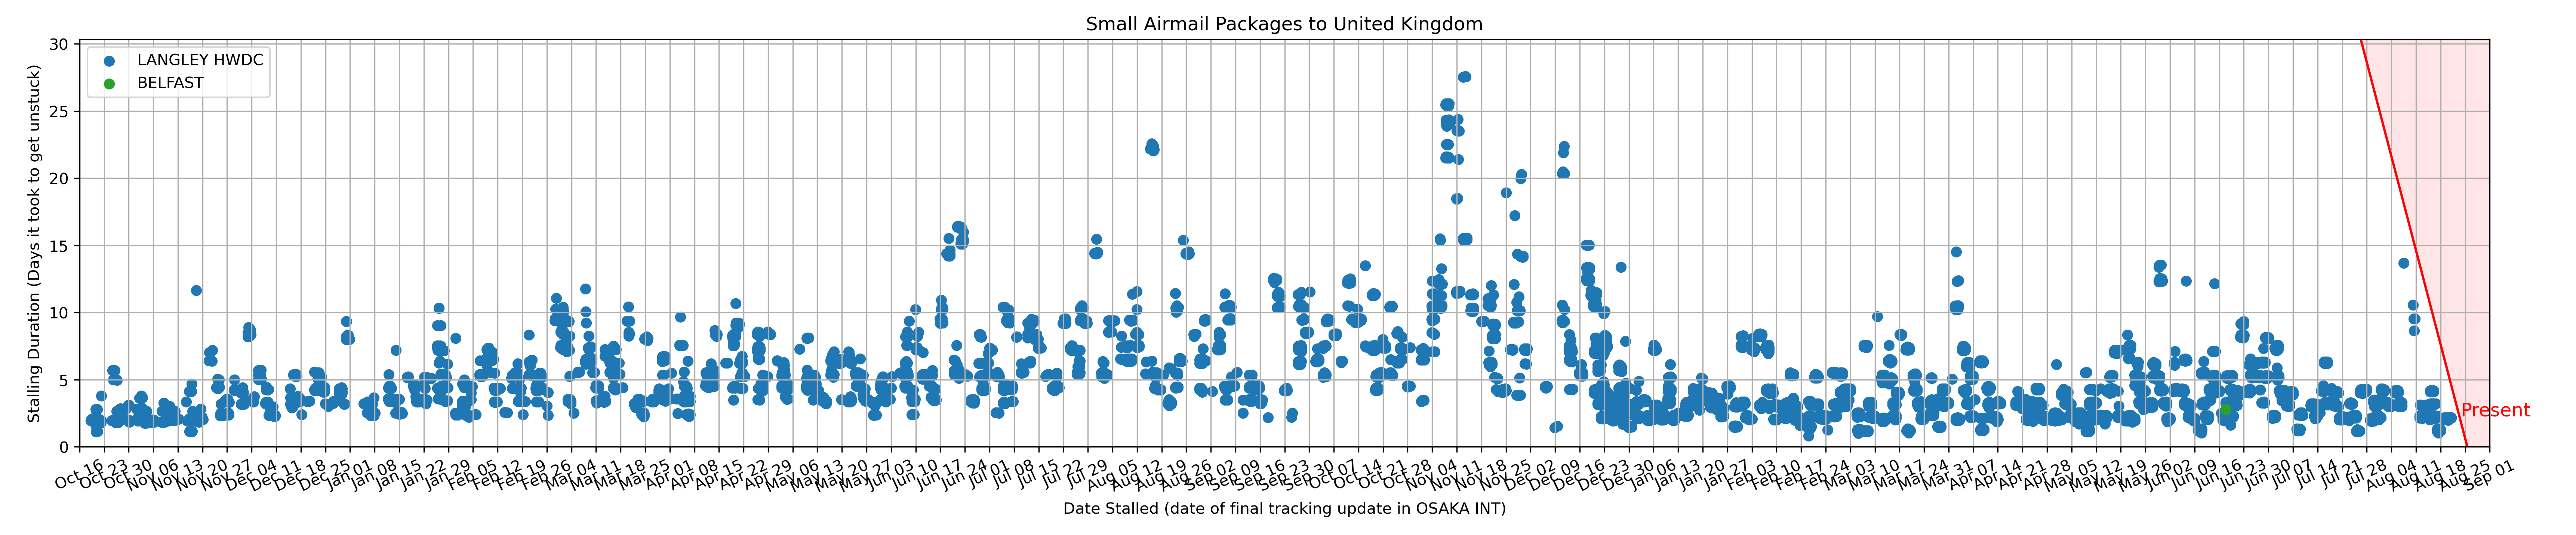 Small Airmail Packages to United Kingdom
LANGLEY HWDC
BELFAST
Stalling Duration (Days it took to get unstuck)
30
25
20
15
10
5
0
Present
Oct 16 Oct 23 Oct 30 Nov 06 Nov 13 Nov 20 Nov 27 Dec 04 Dec 11 Dec 18 Dec 25 Jan 01 Jan 08 Jan 15 Jan 22 Jan 29 Feb 05 Feb 12 Feb 19 Feb 26 Mar 04 Mar 11 Mar 18 Mar 25 Apr 01 Apr 08 Apr 15 Apr 22 Apr 29 May 06 May 13 May 20 May 27 Jun 03 Jun 10 Jun 17 Jun 24 Jul 01 Jul 08 Jul 15 Jul 22 Jul 29 Aug 05 Aug 12 Aug 19 Aug 26 Sep 02 Sep 09 Sep 16 Sep 23 Sep 30 Oct 07 Oct 14 Oct 21 Oct 28 Nov 04 Nov 11 Nov 18 Nov 25 Dec 02 Dec 09 Dec 16 Dec 23 Dec 30 Jan 06 Jan 13 Jan 20 Jan 27 Feb 03 Feb 10 Feb 17 Feb 24 Mar 03 Mar 10 Mar 17 Mar 24 Mar 31 Apr 07 Apr 14 Apr 21 Apr 28 May 05 May 12 May 19 May 26 Jun 02 Jun 09 Jun 16 Jun 23 Jun 30 Jul 07 Jul 14 Jul 21 Jul 28 Aug 04 Aug 11 Aug 18 Aug 25 Sep 01
Date Stalled (date of final tracking update in OSAKA INT)